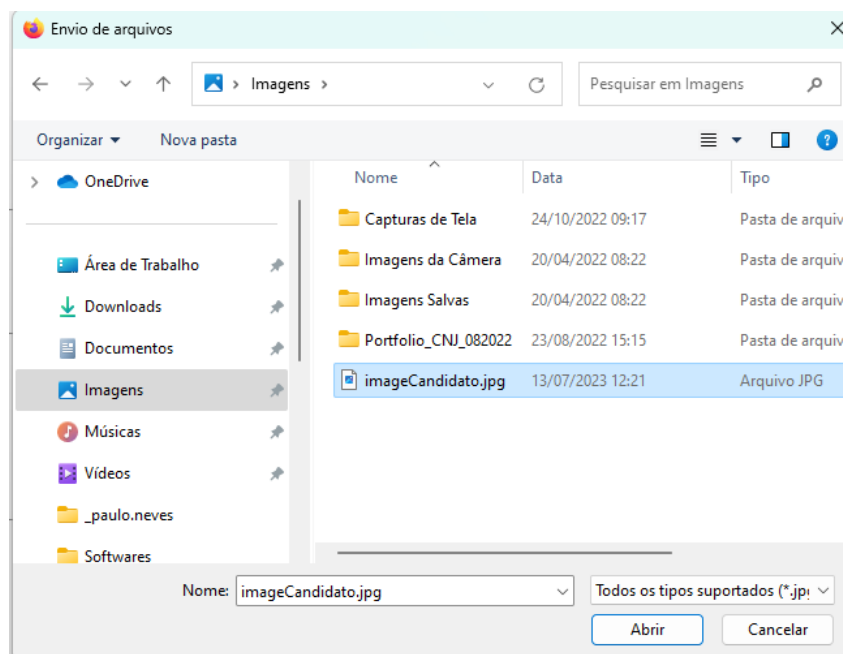 Envio de arquivos
Imagens
Pesquisar em Imagens
Organizar
Nova pasta
OneDrive
Área de Trabalho
Downloads
Documentos
Imagens
Músicas
Vídeos
_paulo.neves
Softwares
Nome Data Tipo
Capturas de Tela 24/10/2022 09:17 Pasta de arquiv
Imagens da Câmera 20/04/2022 08:22 Pasta de arquiv
Imagens Salvas 20/04/2022 08:22 Pasta de arquiv
Portfolio_CNJ_082022 23/08/2022 15:15 Pasta de arquiv
imageCandidato.jpg 13/07/2023 12:21 Arquivo JPG
Nome: imageCandidato.jpg
Todos os tipos suportados (*.jp
Abrir
Cancelar